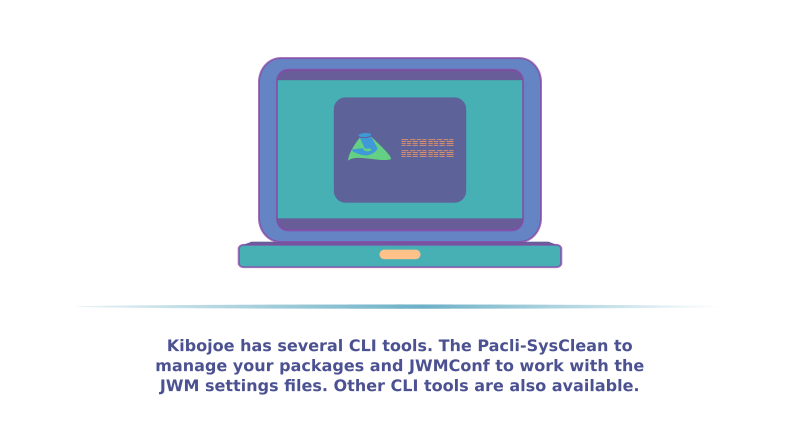 Kibojoe has several CLI tools. The Pacli-SysClean to
manage your packages and JWMConf to work with the
JWM settings files. Other CLI tools are also available.